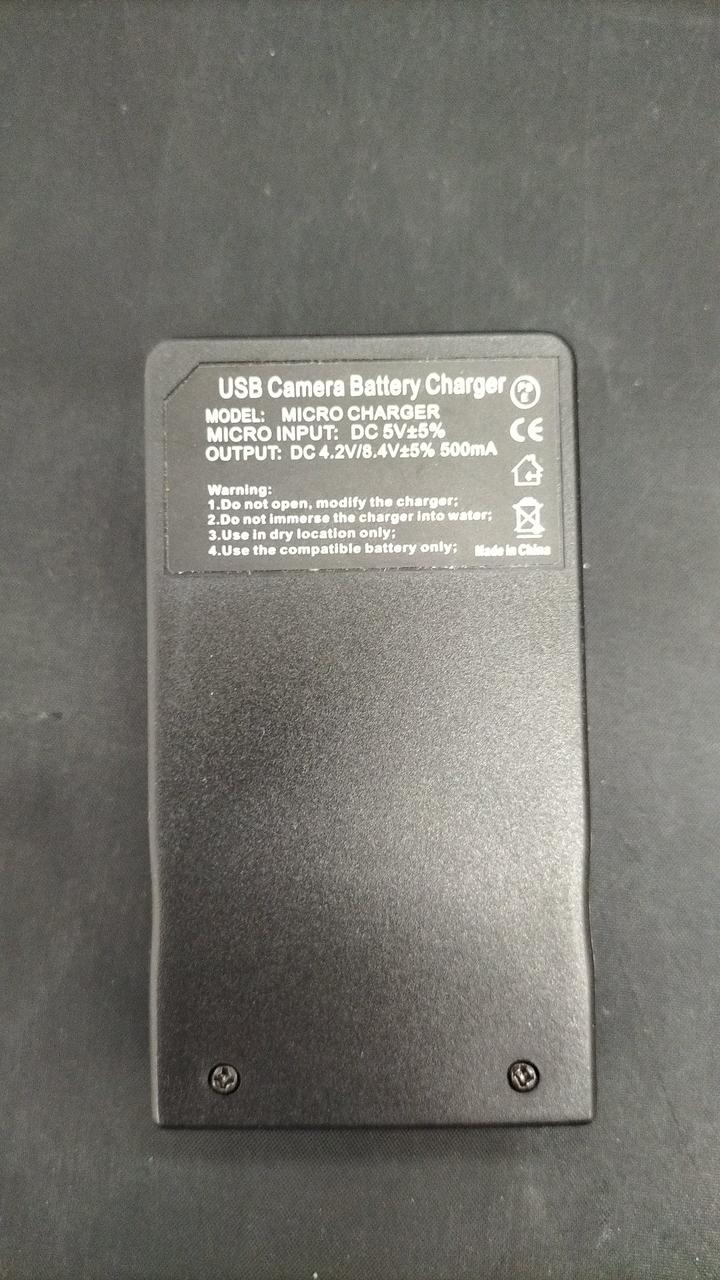 USB Camera Battery Charger
MODEL: MICRO CHARGER
MICRO INPUT: DC 5V±5%
OUTPUT: DC 4.2V/8.4V±5% 500mA
CE
Warning:
1.Do not open, modify the charger;
2.Do not immerse the charger into water;
3.Use in dry location only;
4.Use the compatible battery only;
Made in China